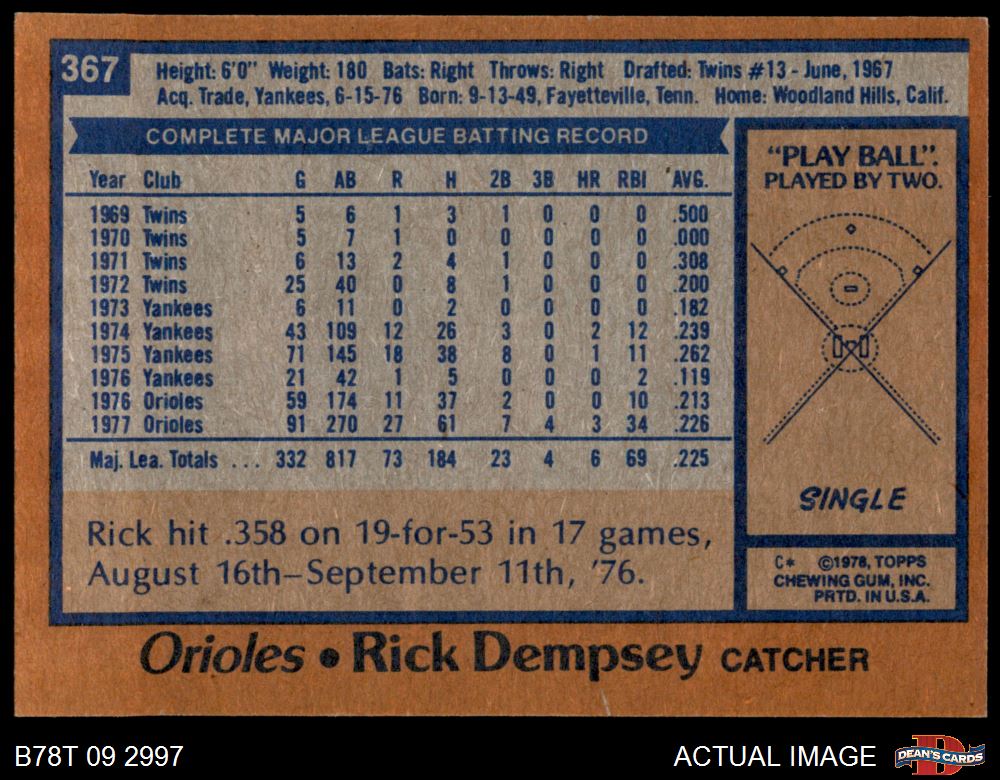 367
Height: 6'0" Weight: 180 Bats: Right Throws: Right Drafted: Twins #13 - June, 1967
Acq. Trade, Yankees, 6-15-76 Born: 9-13-49, Fayetteville, Tenn. Home: Woodland Hills, Calif.
COMPLETE MAJOR LEAGUE BATTING RECORD
Year Club G AB R H 2B 3B HR RBI AVG.
1969 Twins 5 6 1 3 1 0 0 0 .500
1970 Twins 5 7 1 0 0 0 0 0 .000
1971 Twins 6 13 2 4 1 0 0 0 .308
1972 Twins 25 40 0 8 1 0 0 0 .200
1973 Yankees 6 11 0 2 0 0 0 0 .182
1974 Yankees 43 109 12 26 3 0 2 12 .239
1975 Yankees 71 145 18 38 8 0 1 11 .262
1976 Yankees 21 42 1 5 0 0 0 2 .119
1976 Orioles 59 174 11 37 2 0 0 10 .213
1977 Orioles 91 270 27 61 7 4 3 34 .226
Maj. Lea. Totals ... 332 817 73 184 23 4 6 69 .225
Rick hit .358 on 19-for-53 in 17 games,
August 16th–September 11th, '76.
"PLAY BALL".
PLAYED BY TWO.
SINGLE
C* ©1978, TOPPS
CHEWING GUM, INC.
PRTD. IN U.S.A.
Orioles • Rick Dempsey CATCHER
B78T 09 2997
ACTUAL IMAGE
D
DEAN'S CARDS